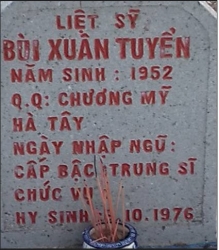 LIỆT SỸ
BÙI XUÂN TUYỂN
NĂM SINH : 1952
Q.Q: CHƯƠNG MỸ
HÀ TÂY
NGÀY NHẬP NGŨ :
CẤP BẬC: TRUNG SĨ
CHỨC VỤ
HY SINH 10.1976